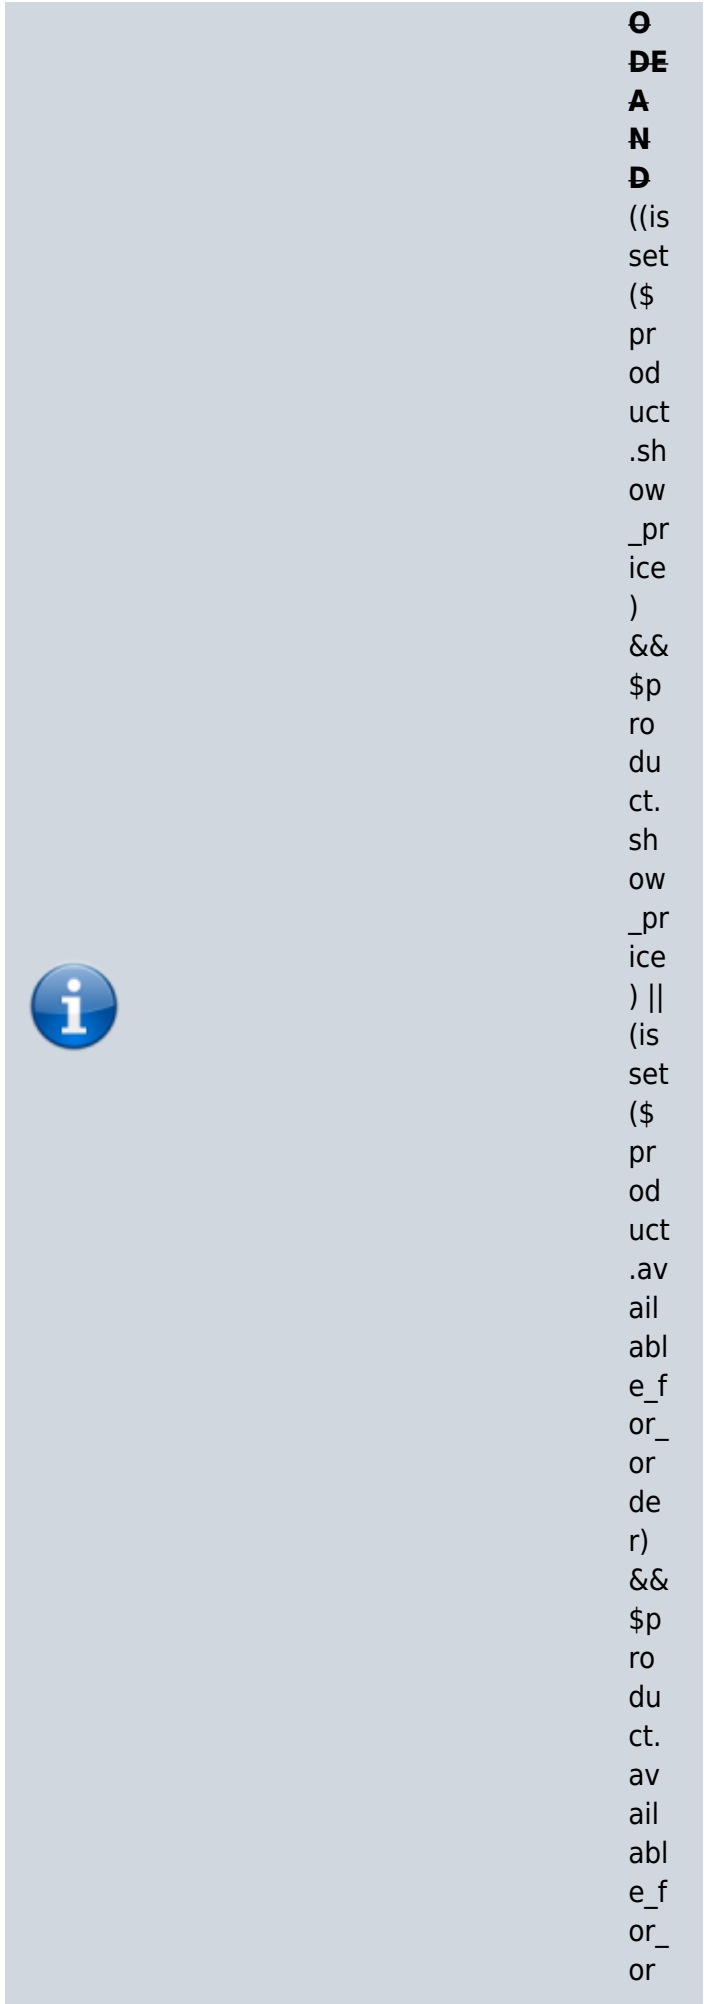 O
DE
A
N
D
((is
set
($
pr
od
uct
.sh
ow
_pr
ice
)
&&
$p
ro
du
ct.
sh
ow
_pr
ice
) ||
(is
set
($
pr
od
uct
.av
ail
abl
e_f
or_
or
de
r)
&&
$p
ro
du
ct.
av
ail
abl
e_f
or_
or